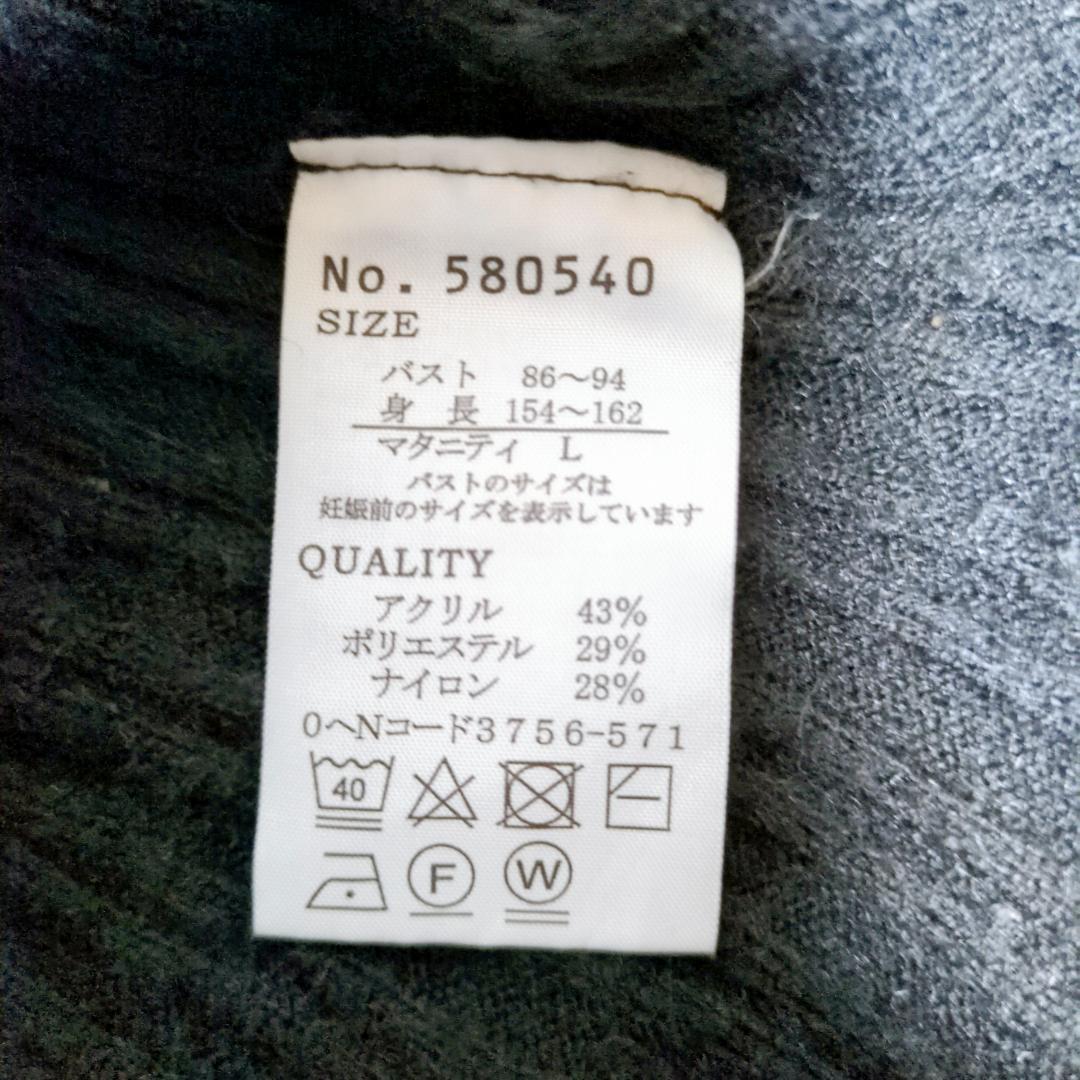 No. 580540
SIZE
バスト 86～94
身 長 154～162
マタニティ L
バストのサイズは
妊娠前のサイズを表示しています
QUALITY
アクリル 43%
ポリエステル 29%
ナイロン 28%
0へNコード3756-571
40
F W